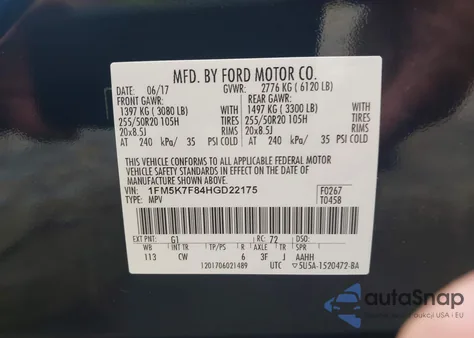 MFD. BY FORD MOTOR CO.
DATE: 06/17 GVWR: 2776 KG ( 6120 LB)
FRONT GAWR: REAR GAWR:
1397 KG ( 3080 LB) WITH 1497 KG ( 3300 LB) WITH
255/50R20 105H TIRES 255/50R20 105H TIRES
20x8.5J RIMS 20x8.5J RIMS
AT 240 kPa/ 35 PSI COLD AT 240 kPa/ 35 PSI COLD
THIS VEHICLE CONFORMS TO ALL APPLICABLE FEDERAL MOTOR
VEHICLE SAFETY STANDARDS IN EFFECT ON THE DATE OF
MANUFACTURE SHOWN ABOVE.
VIN: 1FM5K7F84HGD22175 F0267
TYPE: MPV T0458
EXT PNT: G1 RC: 72 DSO:
WB INT TR TP/PS R AXLE TR SPR
113 CW 6 3F J AAHH
1201706021489 UTC 5U5A-1520472-BA
autoSnap